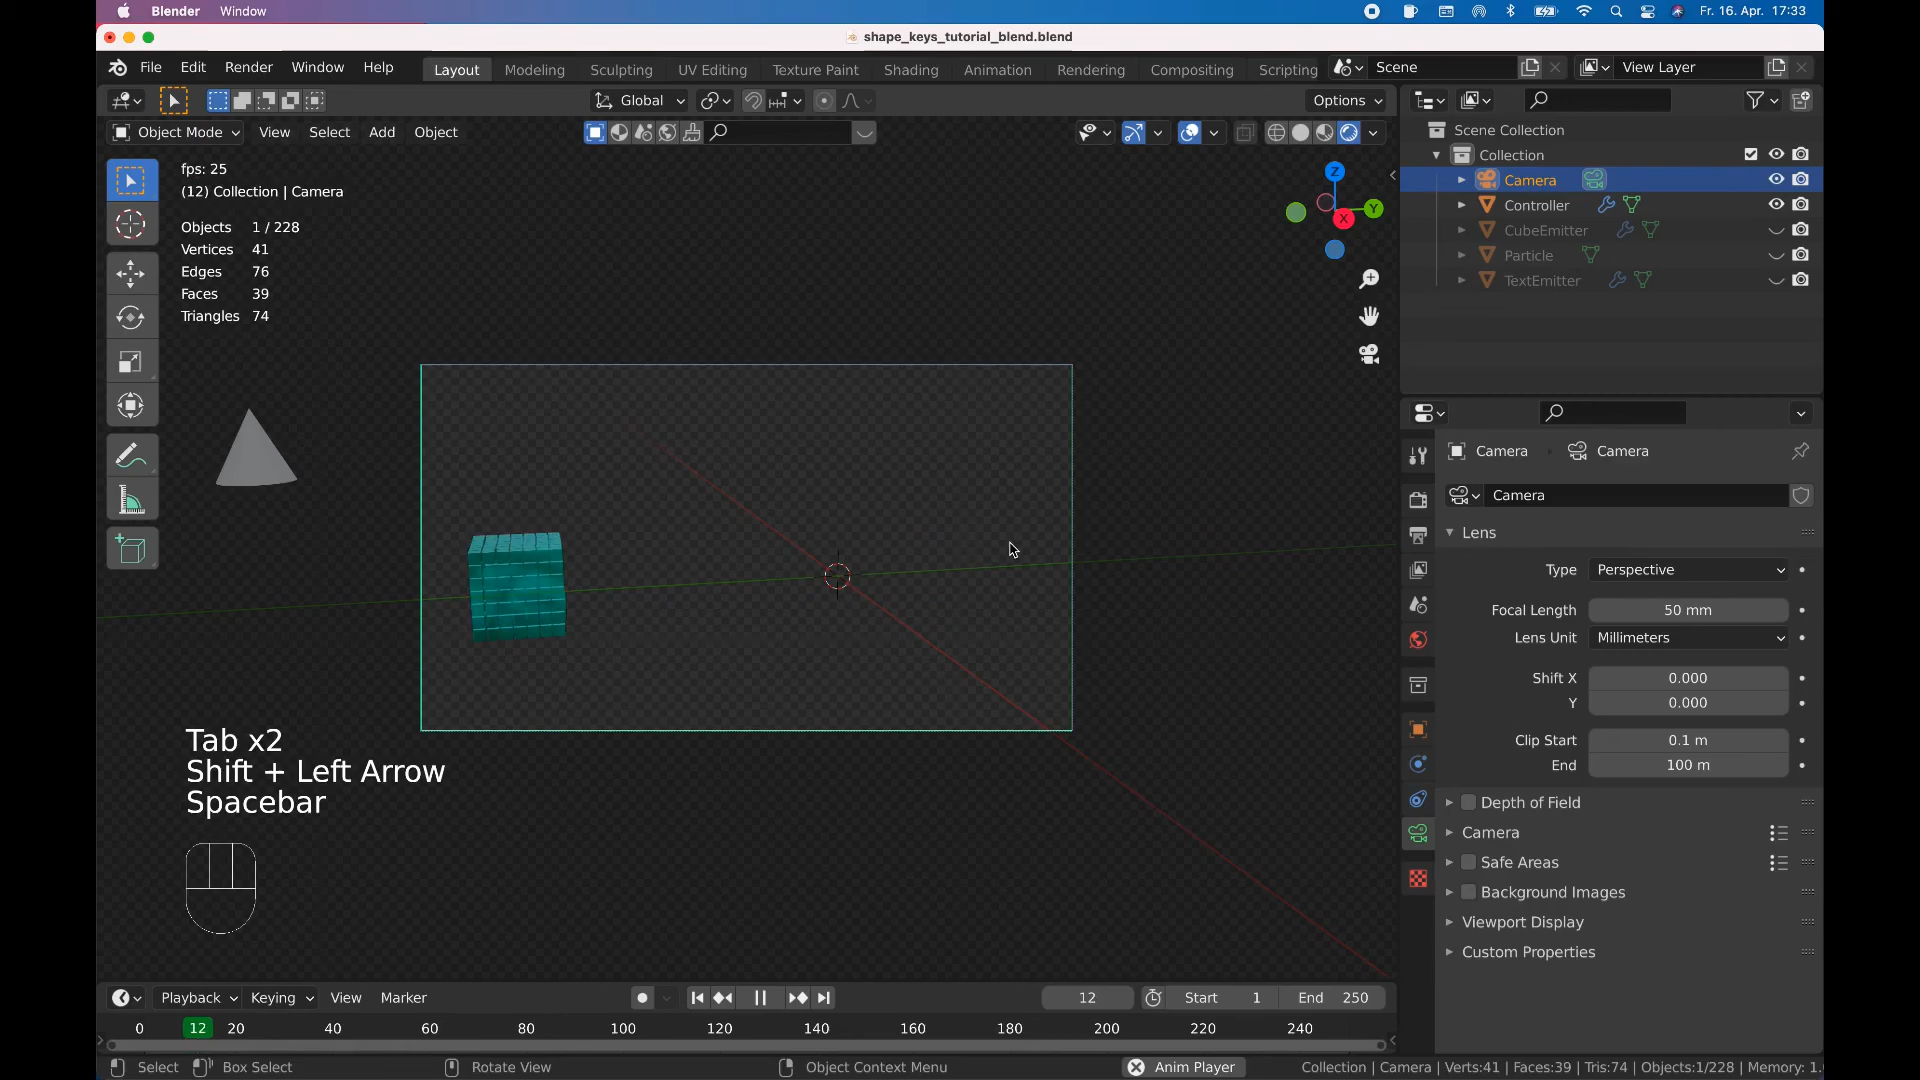 Blender Window Fr. 16. Apr. 17:33
shape_keys_tutorial_blend.blend
File Edit Render Window Help Layout Modeling Sculpting UV Editing Texture Paint Shading Animation Rendering Compositing Scripting Scene View Layer
Global Options
Object Mode View Select Add Object
Scene Collection
Collection
Camera
Controller
CubeEmitter
Particle
TextEmitter
fps: 25
(12) Collection | Camera
Objects 1 / 228
Vertices 41
Edges 76
Faces 39
Triangles 74
Z
Y
X
Tab x2
Shift + Left Arrow
Spacebar
Camera Camera
Camera
Lens
Type Perspective
Focal Length 50 mm
Lens Unit Millimeters
Shift X 0.000
Y 0.000
Clip Start 0.1 m
End 100 m
Depth of Field
Camera
Safe Areas
Background Images
Viewport Display
Custom Properties
Playback Keying View Marker 12 Start 1 End 250
0 12 20 40 60 80 100 120 140 160 180 200 220 240
Select Box Select Rotate View Object Context Menu Anim Player Collection | Camera | Verts:41 | Faces:39 | Tris:74 | Objects:1/228 | Memory: 1.